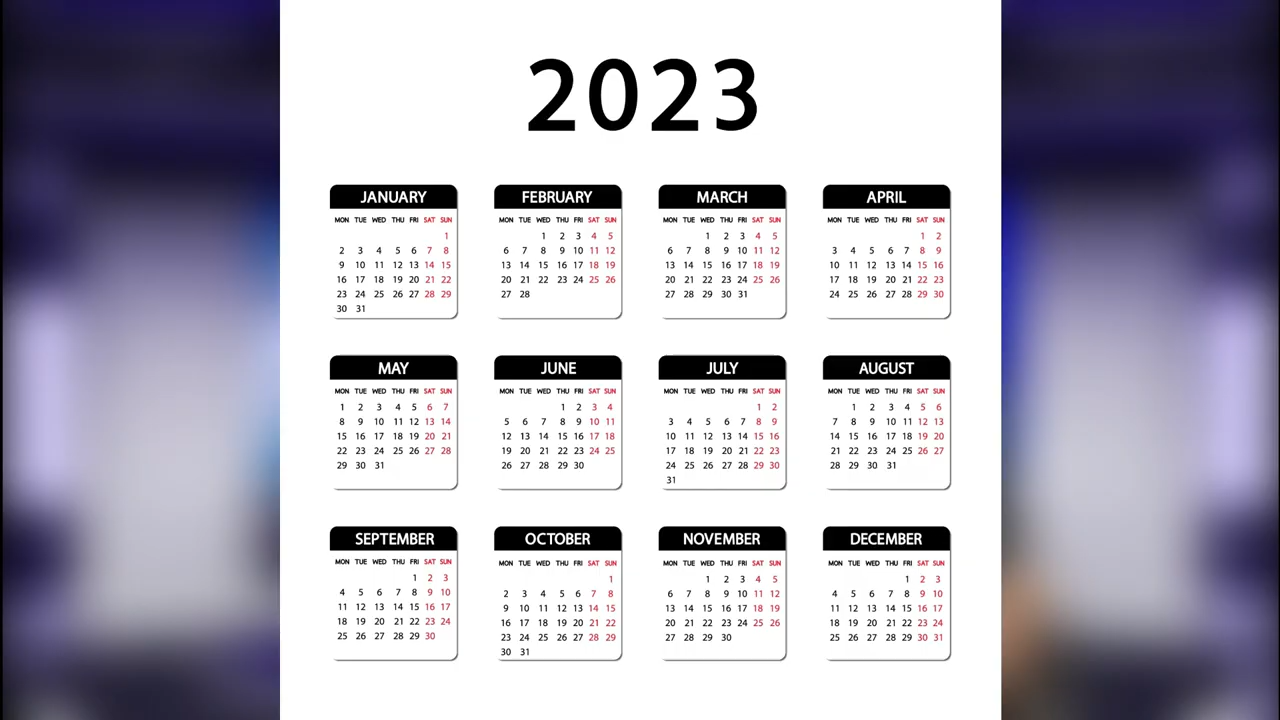 2023
JANUARY
MON TUE WED THU FRI SAT SUN
1
2 3 4 5 6 7 8
9 10 11 12 13 14 15
16 17 18 19 20 21 22
23 24 25 26 27 28 29
30 31
FEBRUARY
MON TUE WED THU FRI SAT SUN
1 2 3 4 5
6 7 8 9 10 11 12
13 14 15 16 17 18 19
20 21 22 23 24 25 26
27 28
MARCH
MON TUE WED THU FRI SAT SUN
1 2 3 4 5
6 7 8 9 10 11 12
13 14 15 16 17 18 19
20 21 22 23 24 25 26
27 28 29 30 31
APRIL
MON TUE WED THU FRI SAT SUN
1 2
3 4 5 6 7 8 9
10 11 12 13 14 15 16
17 18 19 20 21 22 23
24 25 26 27 28 29 30
MAY
MON TUE WED THU FRI SAT SUN
1 2 3 4 5 6 7
8 9 10 11 12 13 14
15 16 17 18 19 20 21
22 23 24 25 26 27 28
29 30 31
JUNE
MON TUE WED THU FRI SAT SUN
1 2 3 4
5 6 7 8 9 10 11
12 13 14 15 16 17 18
19 20 21 22 23 24 25
26 27 28 29 30
JULY
MON TUE WED THU FRI SAT SUN
1 2
3 4 5 6 7 8 9
10 11 12 13 14 15 16
17 18 19 20 21 22 23
24 25 26 27 28 29 30
31
AUGUST
MON TUE WED THU FRI SAT SUN
1 2 3 4 5 6
7 8 9 10 11 12 13
14 15 16 17 18 19 20
21 22 23 24 25 26 27
28 29 30 31
SEPTEMBER
MON TUE WED THU FRI SAT SUN
1 2 3
4 5 6 7 8 9 10
11 12 13 14 15 16 17
18 19 20 21 22 23 24
25 26 27 28 29 30
OCTOBER
MON TUE WED THU FRI SAT SUN
1
2 3 4 5 6 7 8
9 10 11 12 13 14 15
16 17 18 19 20 21 22
23 24 25 26 27 28 29
30 31
NOVEMBER
MON TUE WED THU FRI SAT SUN
1 2 3 4 5
6 7 8 9 10 11 12
13 14 15 16 17 18 19
20 21 22 23 24 25 26
27 28 29 30
DECEMBER
MON TUE WED THU FRI SAT SUN
1 2 3
4 5 6 7 8 9 10
11 12 13 14 15 16 17
18 19 20 21 22 23 24
25 26 27 28 29 30 31